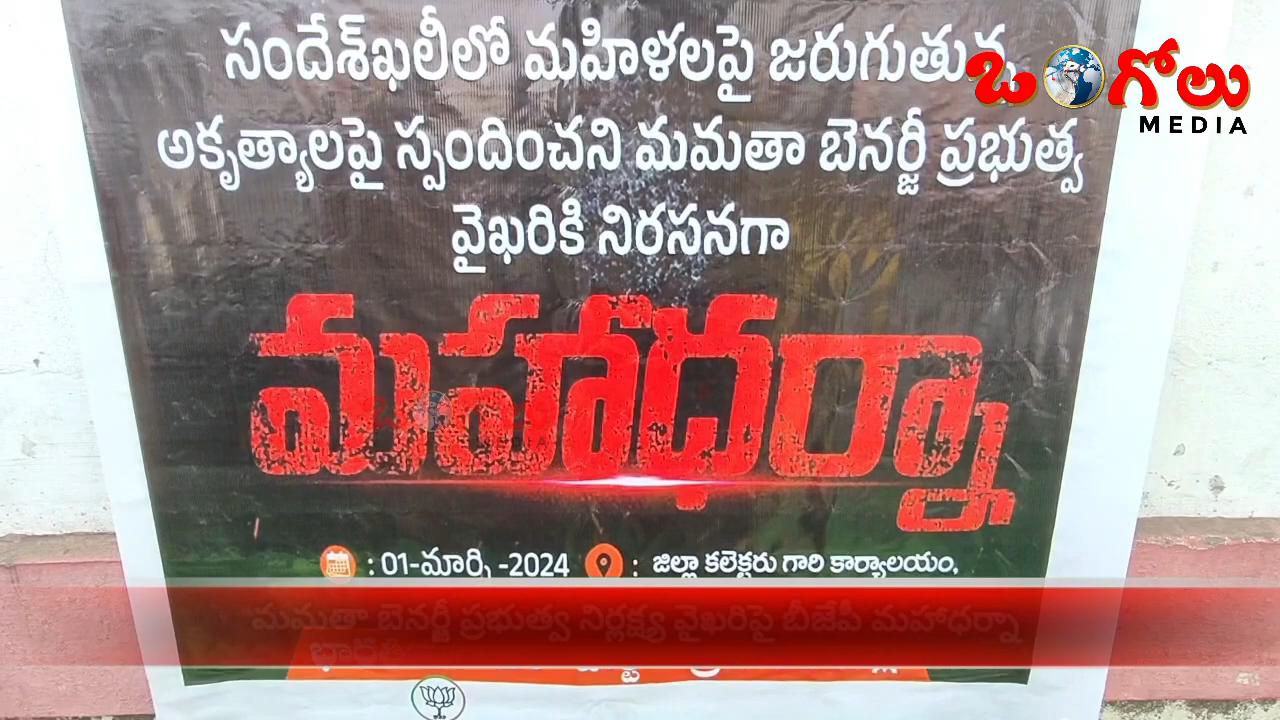 సందేశ్‌ఖలీలో మహిళలపై జరుగుతున్న
ఒంగోలు
MEDIA
అకృత్యాలపై స్పందించని మమతా బెనర్జీ ప్రభుత్వ
వైఖరికి నిరసనగా
మహాధర్నా
: 01-మార్చి -2024 : జిల్లా కలెక్టరు గారి కార్యాలయం,
మమతా బెనర్జీ ప్రభుత్వ నిర్లక్ష్య వైఖరిపై బీజేపీ మహాధర్నా